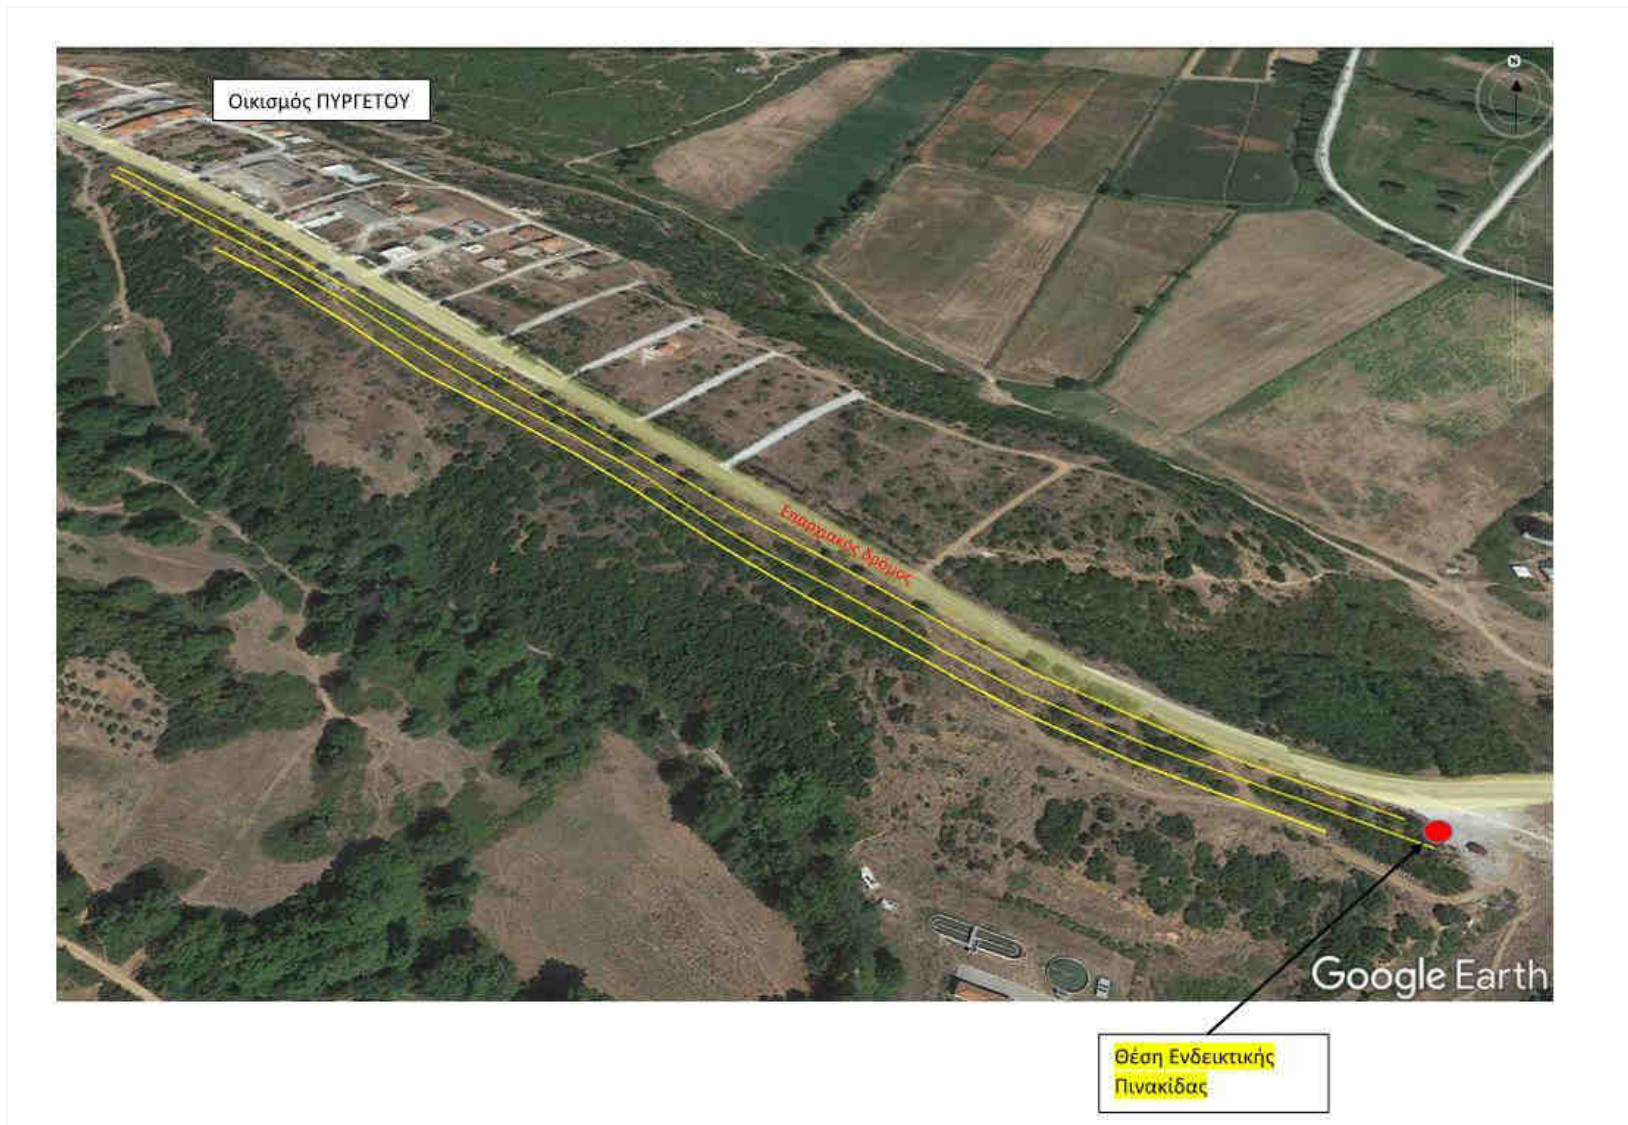 Οικισμός ΠΥΡΓΕΤΟΥ
N
Επαρχιακός δρόμος
Google Earth
Θέση Ενδεικτικής
Πινακίδας